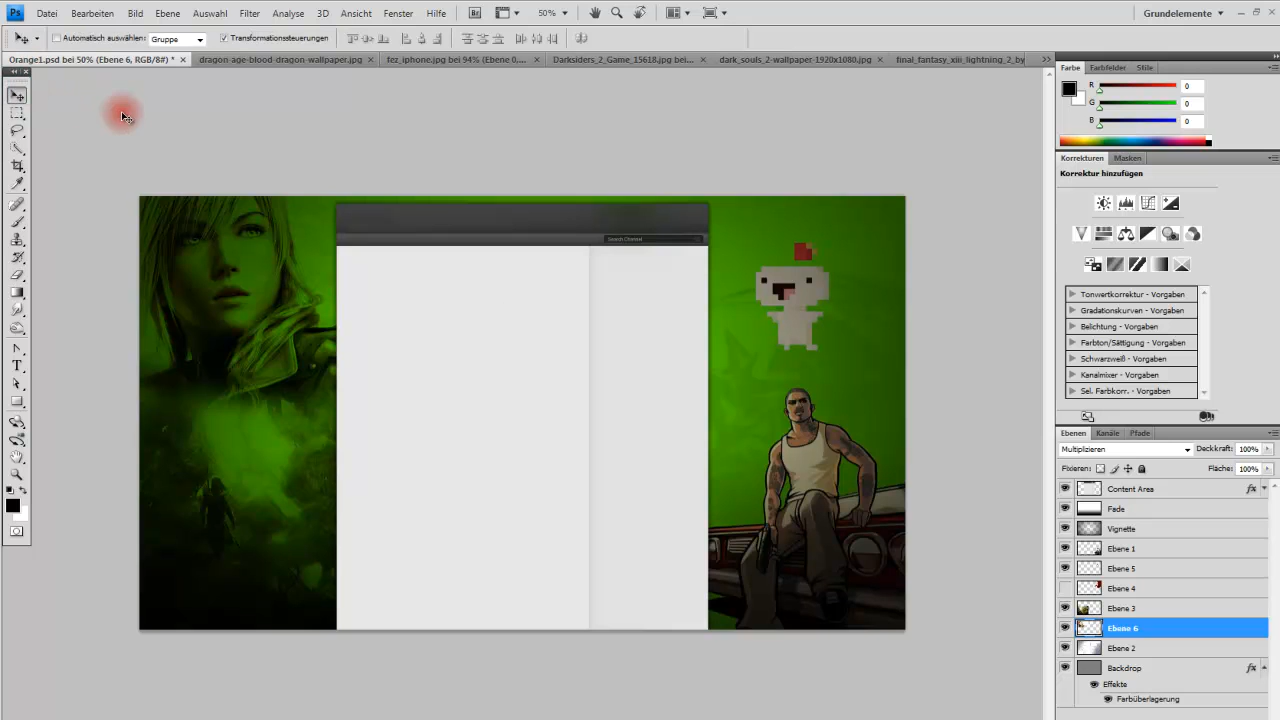 Ps Datei Bearbeiten Bild Ebene Auswahl Filter Analyse 3D Ansicht Fenster Hilfe Br 50% Grundelemente
Automatisch auswählen: Gruppe Transformationssteuerungen
Orange1.psd bei 50% (Ebene 6, RGB/8#) * dragon age-blood-dragon-wallpaper.jpg fez_iphone.jpg bei 94% (Ebene 0,... Darksiders_2_Game_15618.jpg bei... dark_souls_2-wallpaper-1920x1080.jpg final_fantasy_xiii_lightning_2_by
Farbe Farbfelder Stile
R 0
G 0
B 0
Korrekturen Masken
Korrektur hinzufügen
Search Channel
Tonwertkorrektur - Vorgaben
Gradationskurven - Vorgaben
Belichtung - Vorgaben
Farbton/Sättigung - Vorgaben
Schwarzweiß - Vorgaben
Kanalmixer - Vorgaben
Sel. Farbkorr. - Vorgaben
Ebenen Kanäle Pfade
Multiplizieren Deckkraft: 100%
Fixieren: Fläche: 100%
Content Area fx
Fade
Vignette
Ebene 1
Ebene 5
Ebene 4
Ebene 3
Ebene 6
Ebene 2
Backdrop fx
Effekte
Farbüberlagerung